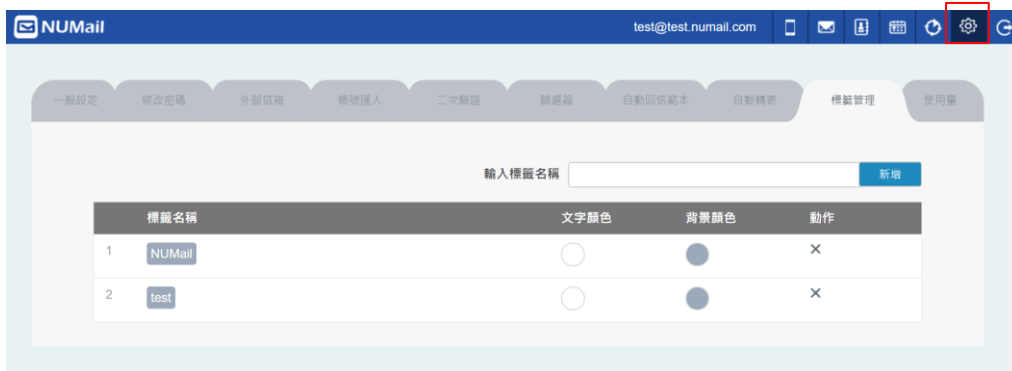 NUMail test@test.numail.com
一般設定 修改密碼 外部信箱 帳號匯入 二次驗證 篩選器 自動回信範本 自動轉寄 標籤管理 使用量
輸入標籤名稱 新增
標籤名稱 文字顏色 背景顏色 動作
1 NUMail
2 test